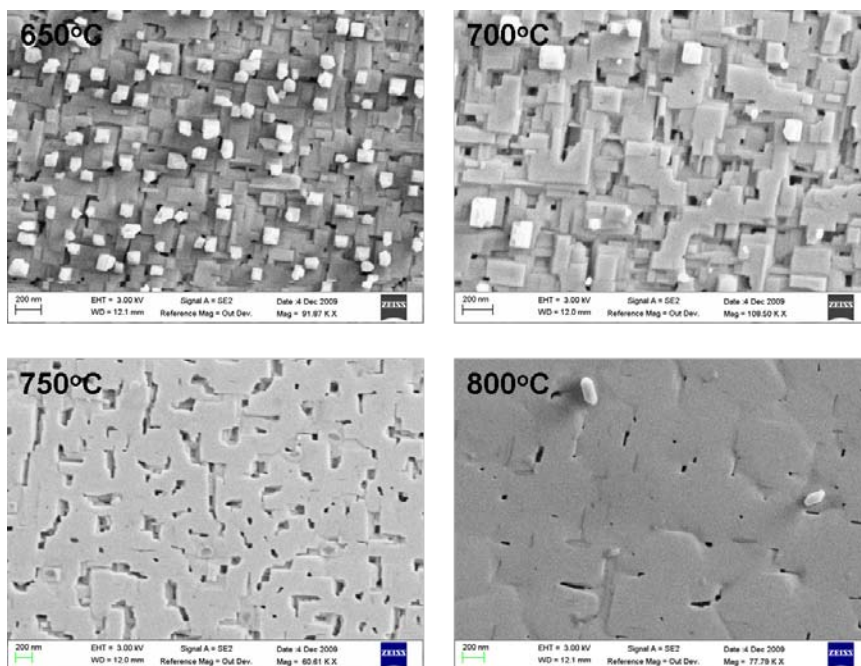 650°C
200 nm
EHT = 3.00 kV
WD = 12.1 mm
Signal A = SE2
Reference Mag = Out Dev.
Date :4 Dec 2009
Mag = 91.87 K X
ZEISS
700°C
200 nm
EHT = 3.00 kV
WD = 12.0 mm
Signal A = SE2
Reference Mag = Out Dev.
Date :4 Dec 2009
Mag = 108.50 K X
ZEISS
750°C
200 nm
EHT = 3.00 kV
WD = 12.0 mm
Signal A = SE2
Reference Mag = Out Dev.
Date :4 Dec 2009
Mag = 60.61 K X
ZEISS
800°C
200 nm
EHT = 3.00 kV
WD = 12.1 mm
Signal A = SE2
Reference Mag = Out Dev.
Date :4 Dec 2009
Mag = 77.79 K X
ZEISS